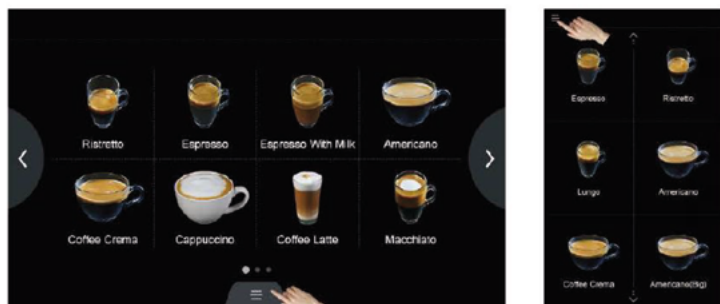 Ristretto
Espresso
Espresso With Milk
Americano
Coffee Crema
Cappuccino
Coffee Latte
Macchiato
Espresso
Ristretto
Lungo
Americano
Coffee Crema
Americano(Big)